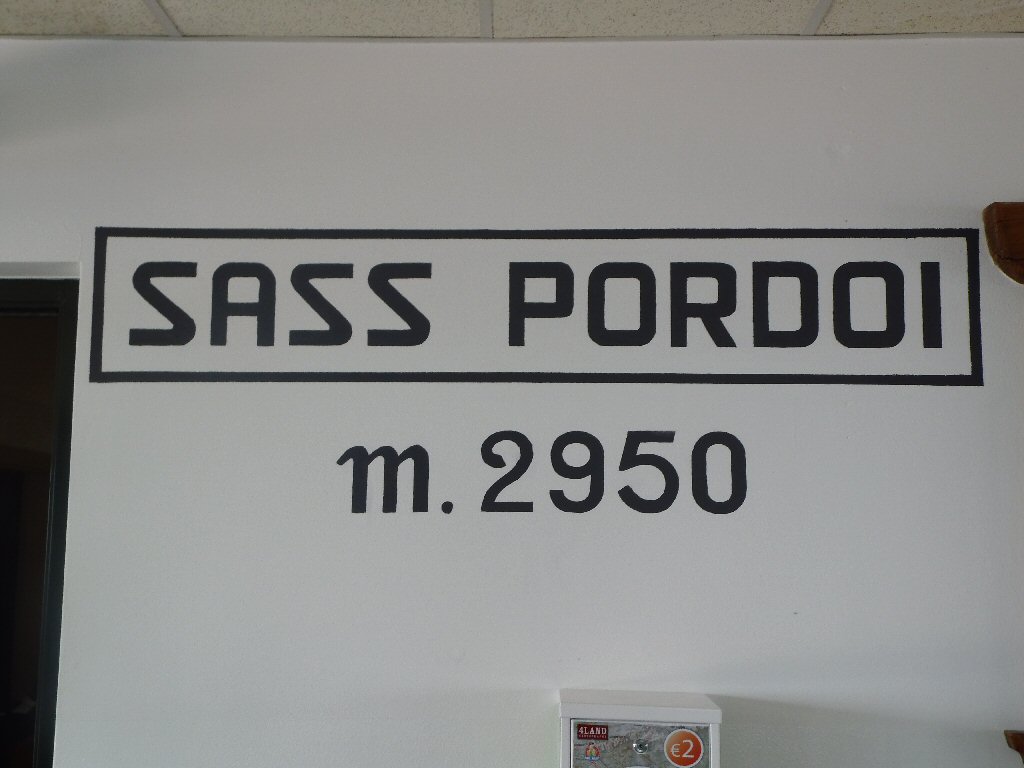 SASS PORDOI
m. 2950
4LAND
€2